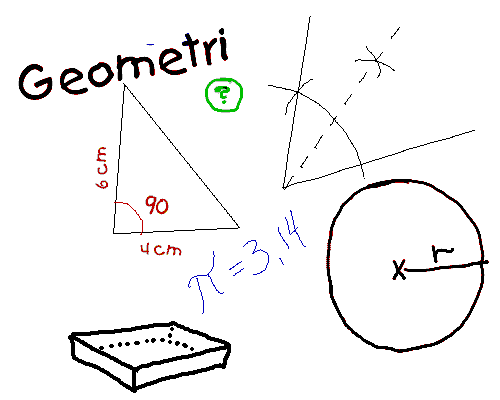 Geometri
?
6 cm
90
4 cm
π = 3,14
x r